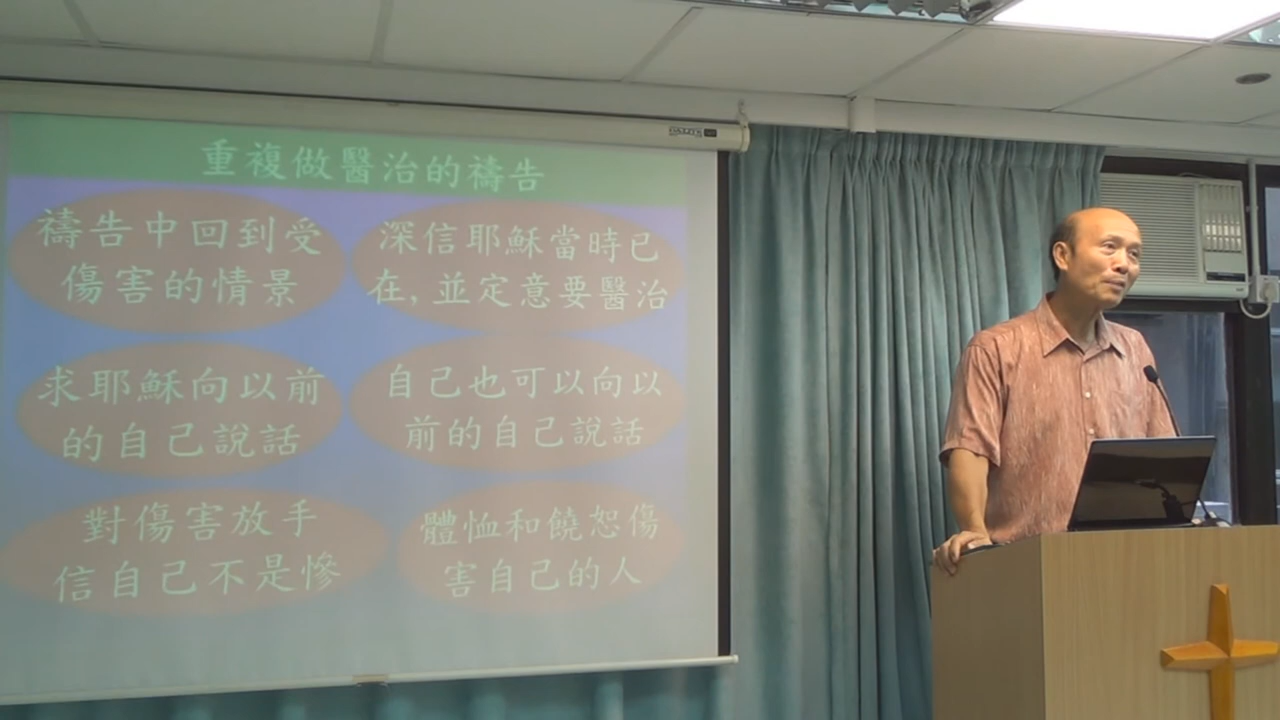 重複做醫治的禱告
禱告中回到受
傷害的情景
深信耶穌當時已
在,並定意要醫治
求耶穌向以前
的自己說話
自己也可以向以
前的自己說話
對傷害放手
信自己不是慘
體恤和饒恕傷
害自己的人